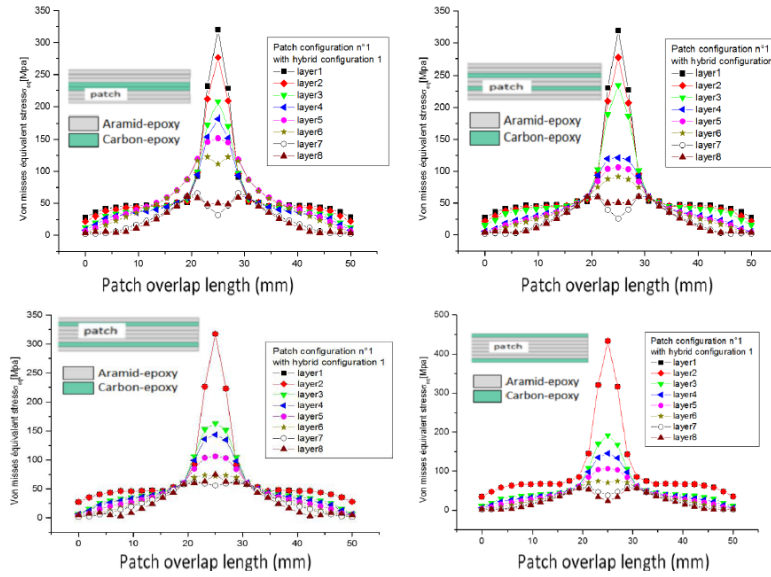 350
300
250
200
150
100
50
0
Von misses équivalent stressσeq[Mpa]
patch
Aramid-epoxy
Carbon-epoxy
Patch configuration n°1
with hybrid configuration 1
layer1
layer2
layer3
layer4
layer5
layer6
layer7
layer8
0 10 20 30 40 50
Patch overlap length (mm)
350
300
250
200
150
100
50
0
Von misses équivalent stressσeq[Mpa]
patch
Aramid-epoxy
Carbon-epoxy
Patch configuration n°1
with hybrid configuration
layer1
layer2
layer3
layer4
layer5
layer6
layer7
layer8
0 10 20 30 40 50
Patch overlap length (mm)
350
300
250
200
150
100
50
0
Von misses équivalent stressσeq[Mpa]
patch
Aramid-epoxy
Carbon-epoxy
Patch configuration n°1
with hybrid configuration 1
layer1
layer2
layer3
layer4
layer5
layer6
layer7
layer8
0 10 20 30 40 50
Patch overlap length (mm)
500
400
300
200
100
0
Von misses équivalent stressσeq[Mpa]
patch
Aramid-epoxy
Carbon-epoxy
Patch configuration n°1
with hybrid configuration 1
layer1
layer2
layer3
layer4
layer5
layer6
layer7
layer8
0 10 20 30 40 50
Patch overlap length (mm)